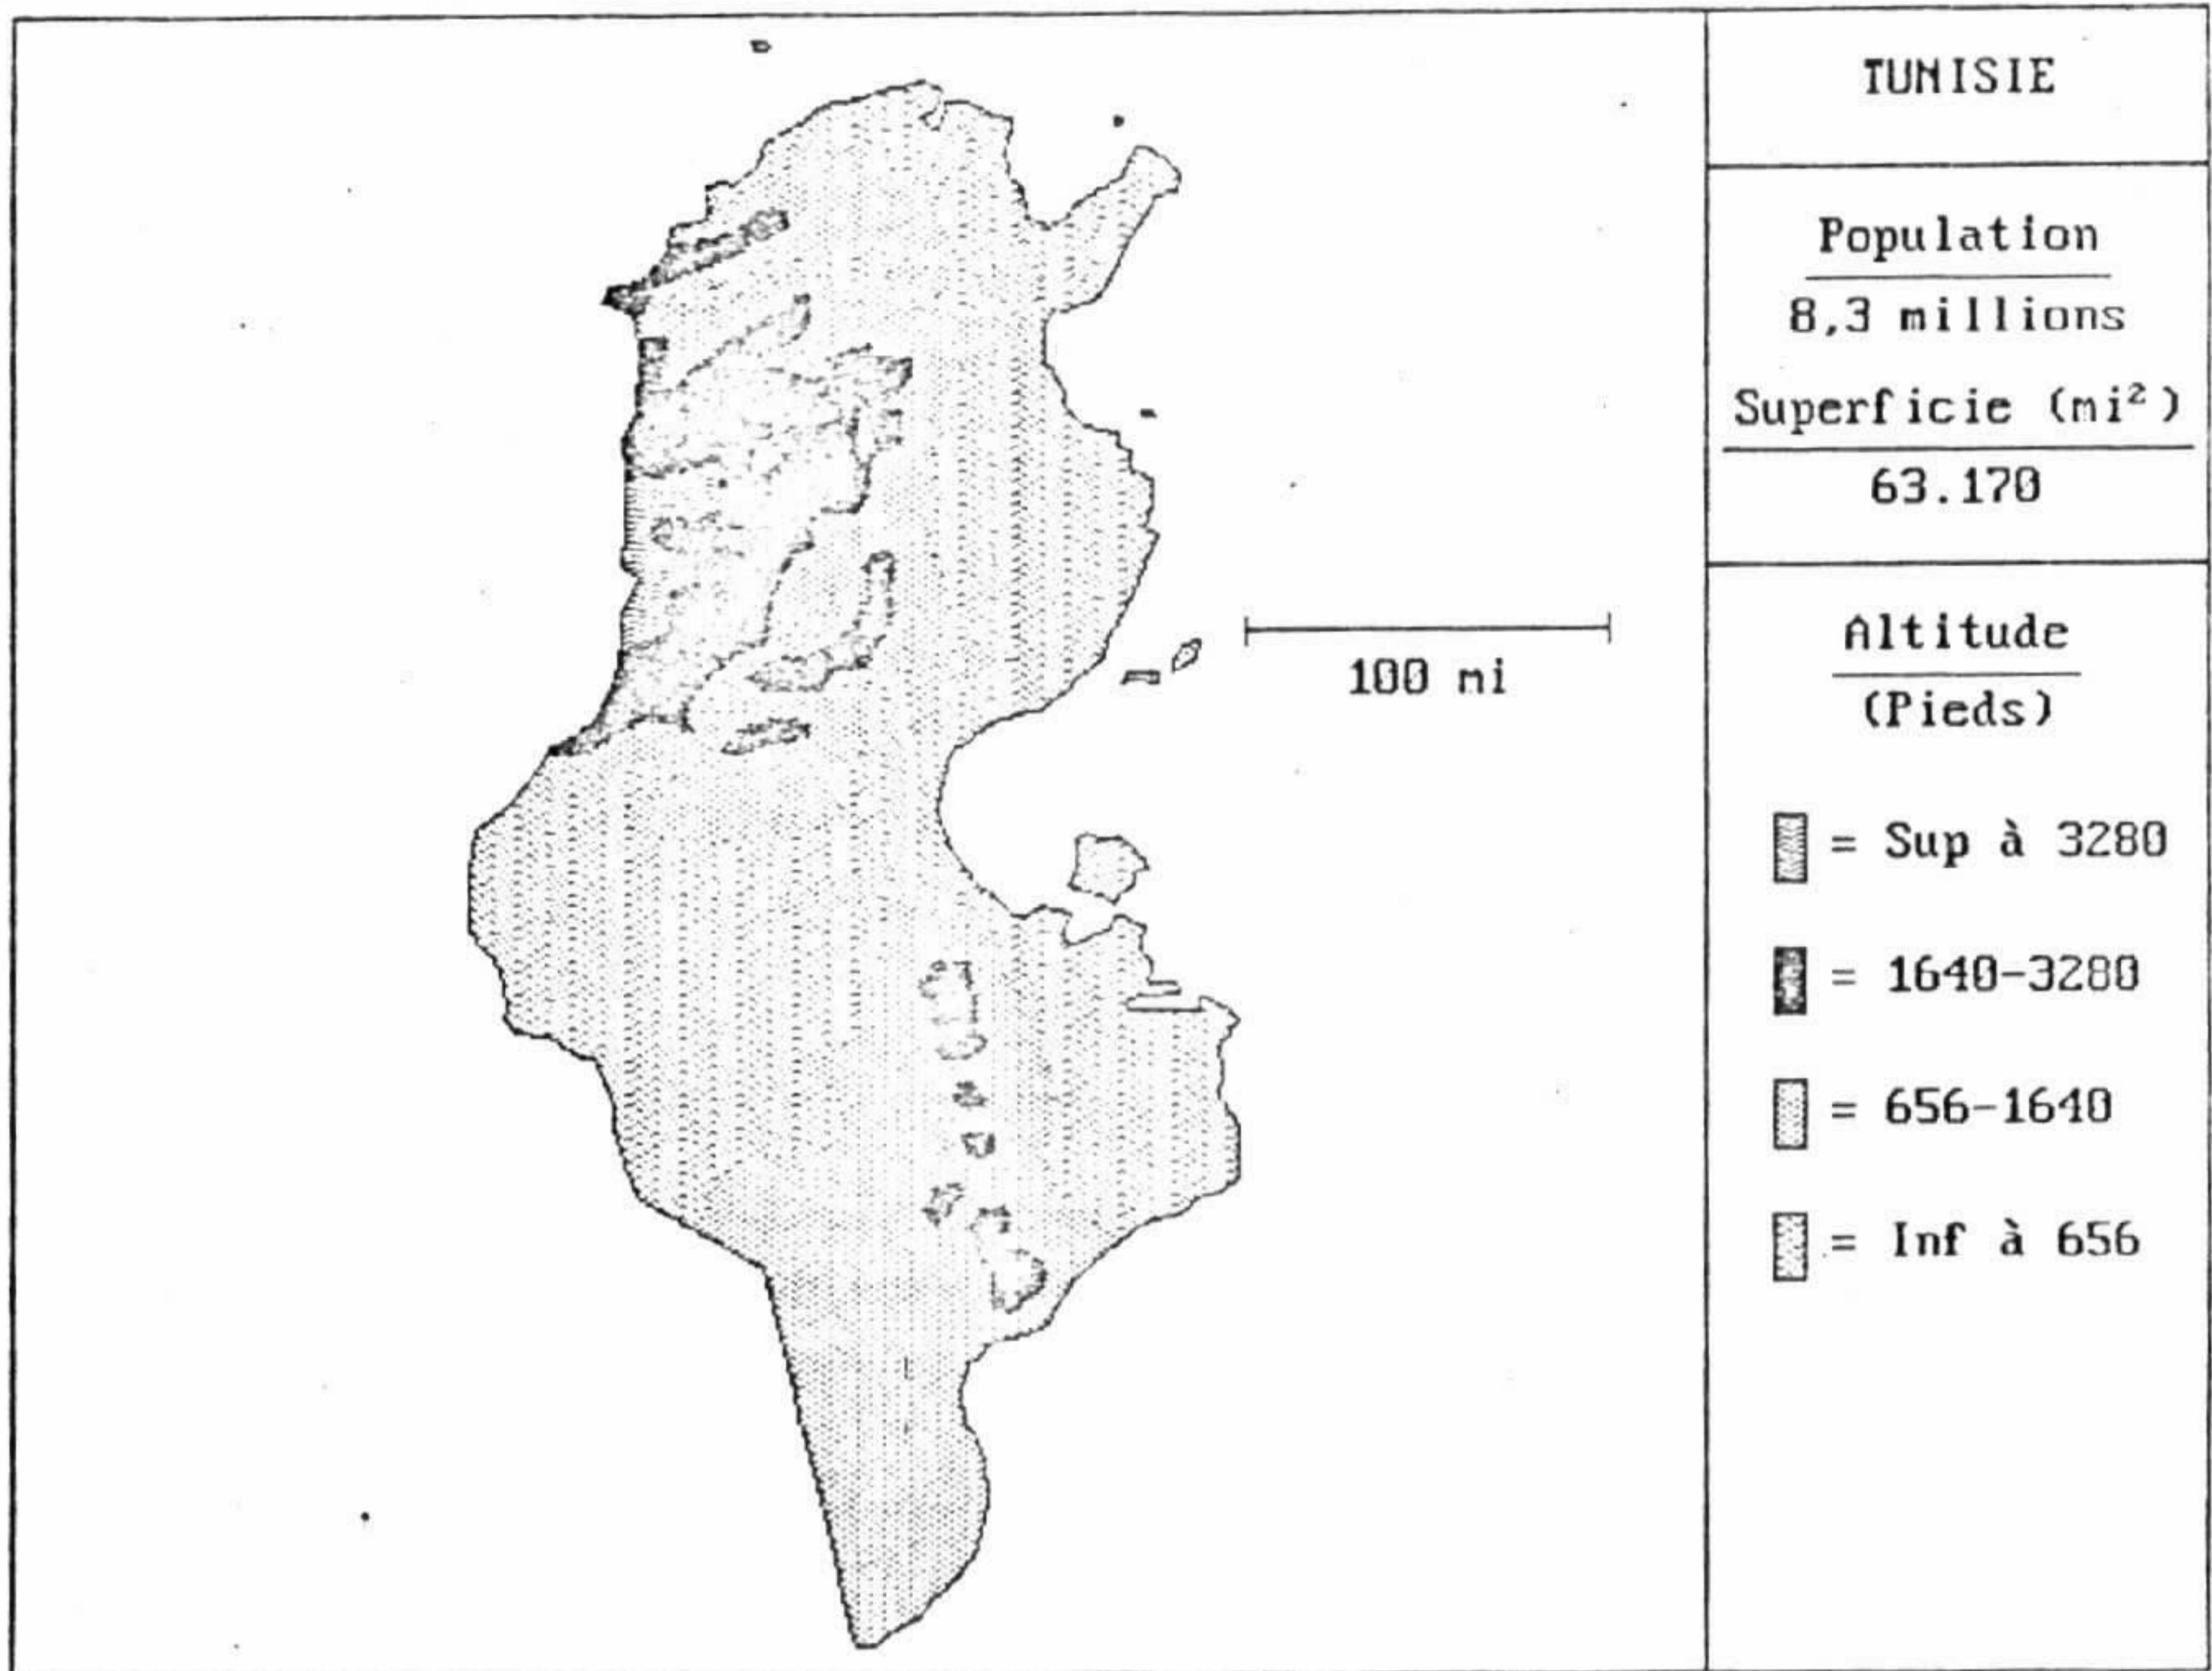 TUNISIE
Population
8,3 millions
Superficie (mi²)
63.170
100 mi
Altitude
(Pieds)
= Sup à 3280
= 1640-3280
= 656-1640
= Inf à 656